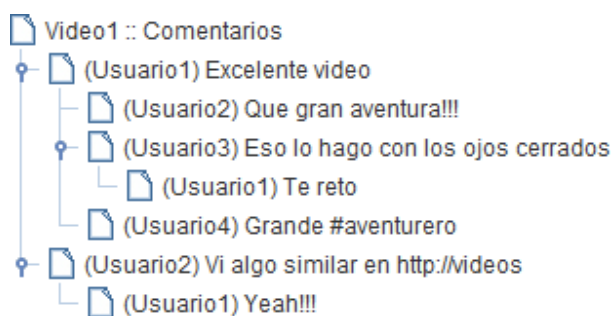 Video1 :: Comentarios
(Usuario1) Excelente video
(Usuario2) Que gran aventura!!!
(Usuario3) Eso lo hago con los ojos cerrados
(Usuario1) Te reto
(Usuario4) Grande #aventurero
(Usuario2) Vi algo similar en http://videos
(Usuario1) Yeah!!!